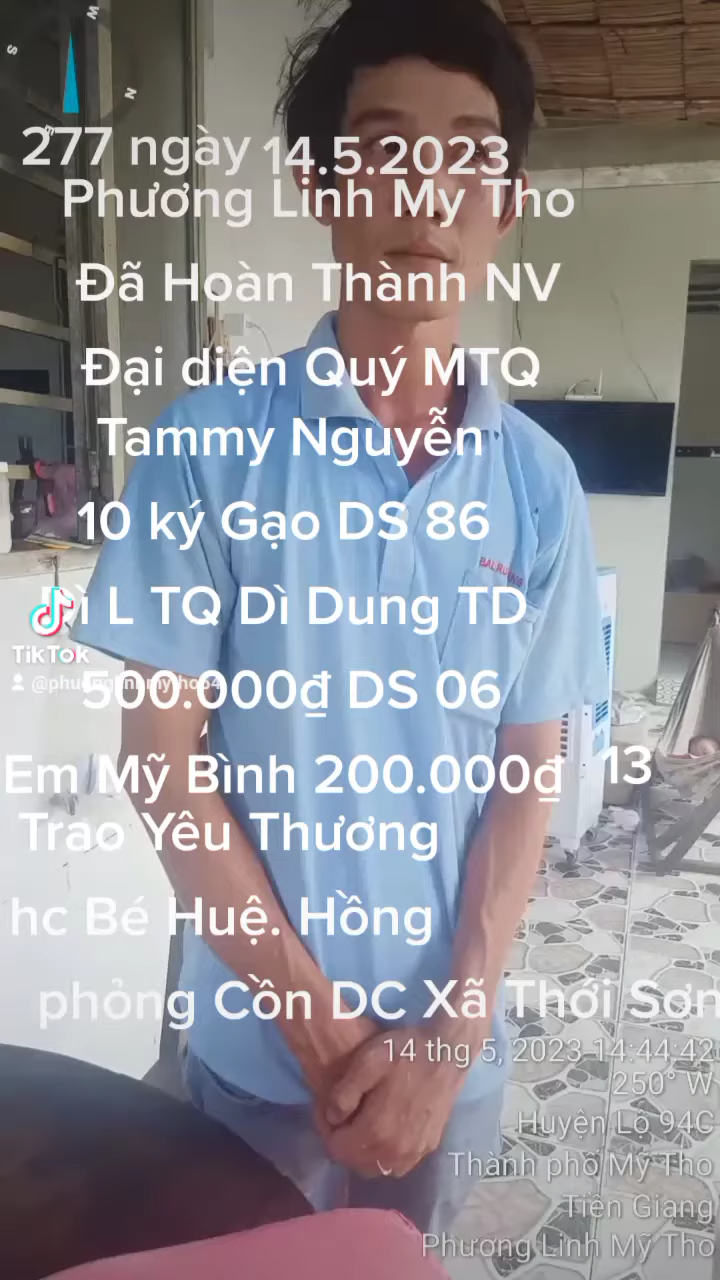 W
S
N
E
277 ngày 14.5.2023
Phương Linh My Tho
Đã Hoàn Thành NV
Đại diện Quý MTQ
Tammy Nguyễn
10 ký Gạo DS 86
Dì L TQ Dì Dung TD
TikTok
500.000₫ DS 06
Em Mỹ Bình 200.000₫ 13
Trao Yêu Thương
hc Bé Huệ. Hồng
phỏng Cồn DC Xã Thới Sơn
14 thg 5, 2023 14:44:42
250° W
Huyện Lộ 94C
Thành phố Mỹ Tho
Tiền Giang
Phương Linh Mỹ Tho